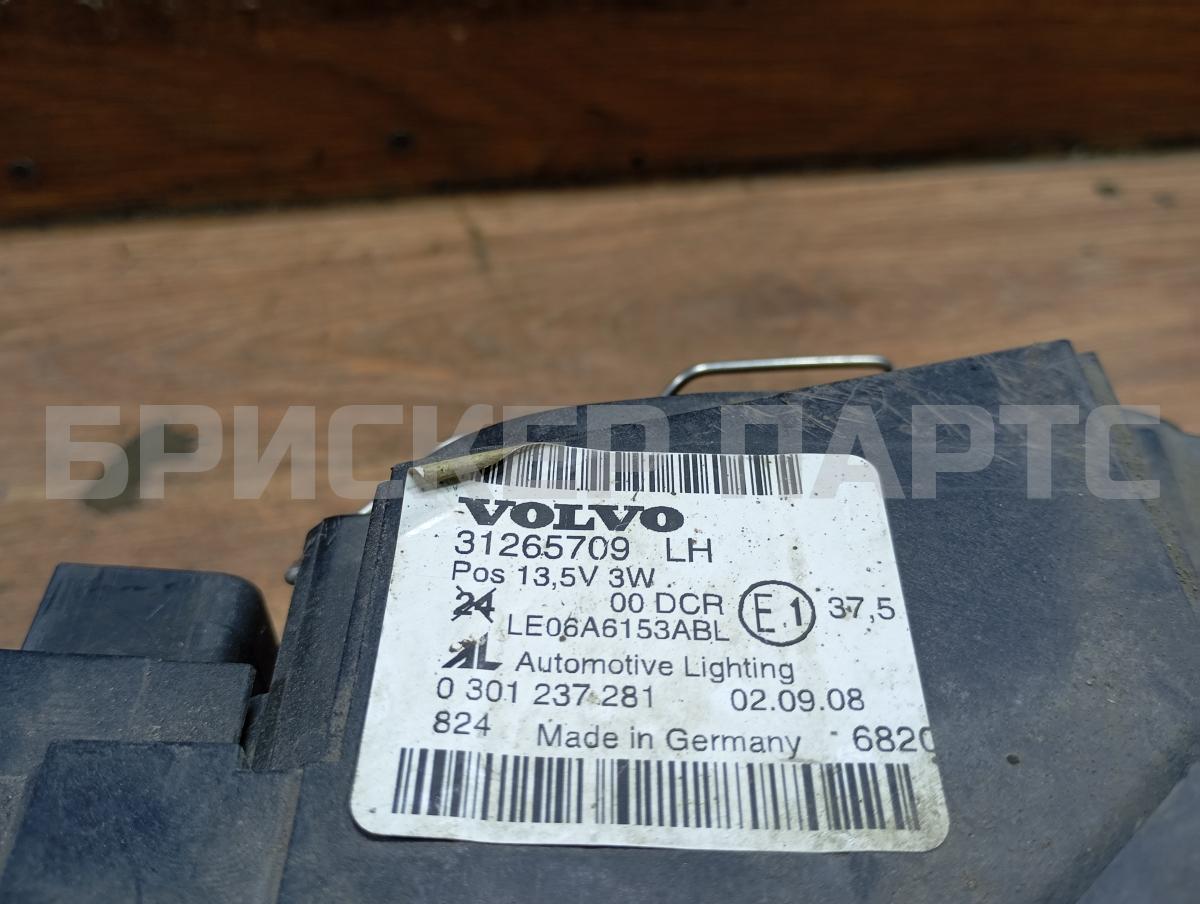 БРИСКЕР ПАРТС
VOLVO
31265709 LH
Pos 13,5V 3W
24 00 DCR E1 37,5
LE06A6153ABL
AL Automotive Lighting
0 301 237 281 02.09.08
824 Made in Germany 6820